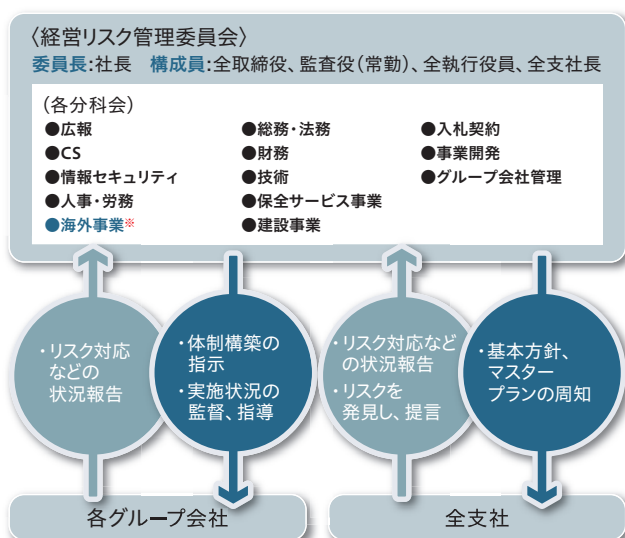 〈経営リスク管理委員会〉
委員長:社長　構成員:全取締役、監査役(常勤)、全執行役員、全支社長
(各分科会)
●広報
●CS
●情報セキュリティ
●人事・労務
●海外事業※
●総務・法務
●財務
●技術
●保全サービス事業
●建設事業
●入札契約
●事業開発
●グループ会社管理
・リスク対応
などの
状況報告
・体制構築の
指示
・実施状況の
監督、指導
・リスク対応など
の状況報告
・リスクを
発見し、提言
・基本方針、
マスター
プランの周知
各グループ会社
全支社